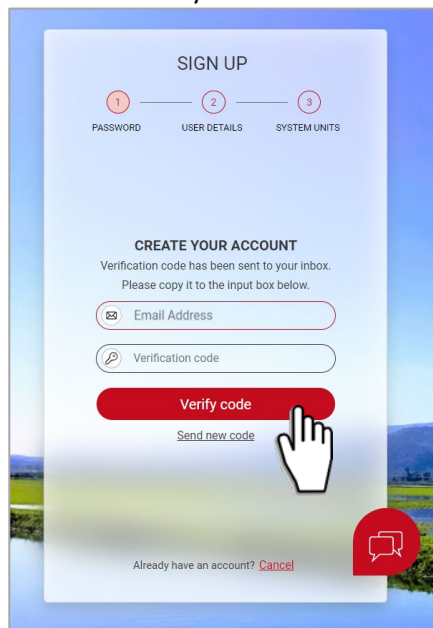 SIGN UP
1 2 3
PASSWORD USER DETAILS SYSTEM UNITS
CREATE YOUR ACCOUNT
Verification code has been sent to your inbox.
Please copy it to the input box below.
Email Address
Verification code
Verify code
Send new code
Already have an account? Cancel